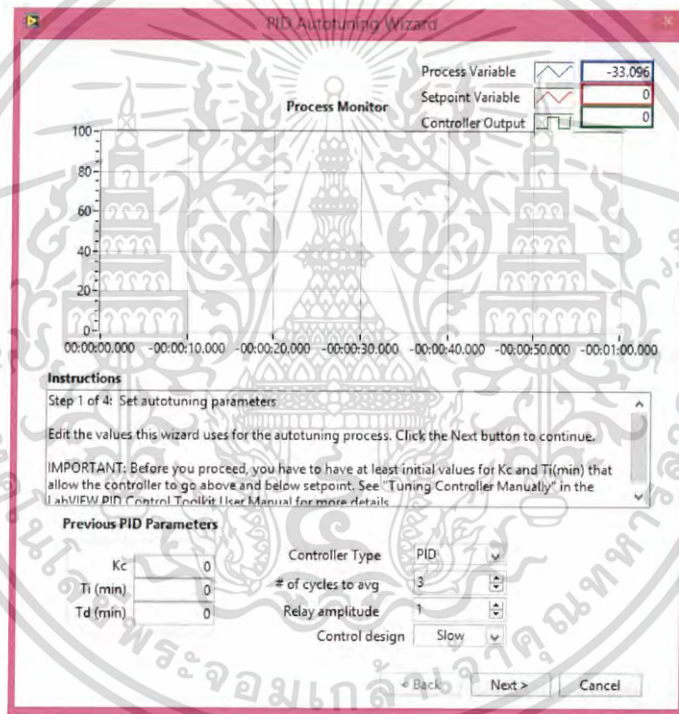 PID Autotuning Wizard
Process Variable -33.096
Setpoint Variable 0
Controller Output 0
Process Monitor
100
80
60
40
20
0
00:00:00.000 -00:00:10.000 -00:00:20.000 -00:00:30.000 -00:00:40.000 -00:00:50.000 -00:01:00.000
Instructions
Step 1 of 4: Set autotuning parameters
Edit the values this wizard uses for the autotuning process. Click the Next button to continue.
IMPORTANT: Before you proceed, you have to have at least initial values for Kc and Ti(min) that
allow the controller to go above and below setpoint. See "Tuning Controller Manually" in the
LabVIEW PID Control Toolkit User Manual for more details
Previous PID Parameters
Kc 0
Ti (min) 0
Td (min) 0
Controller Type PID
# of cycles to avg 3
Relay amplitude 1
Control design Slow
< Back Next > Cancel